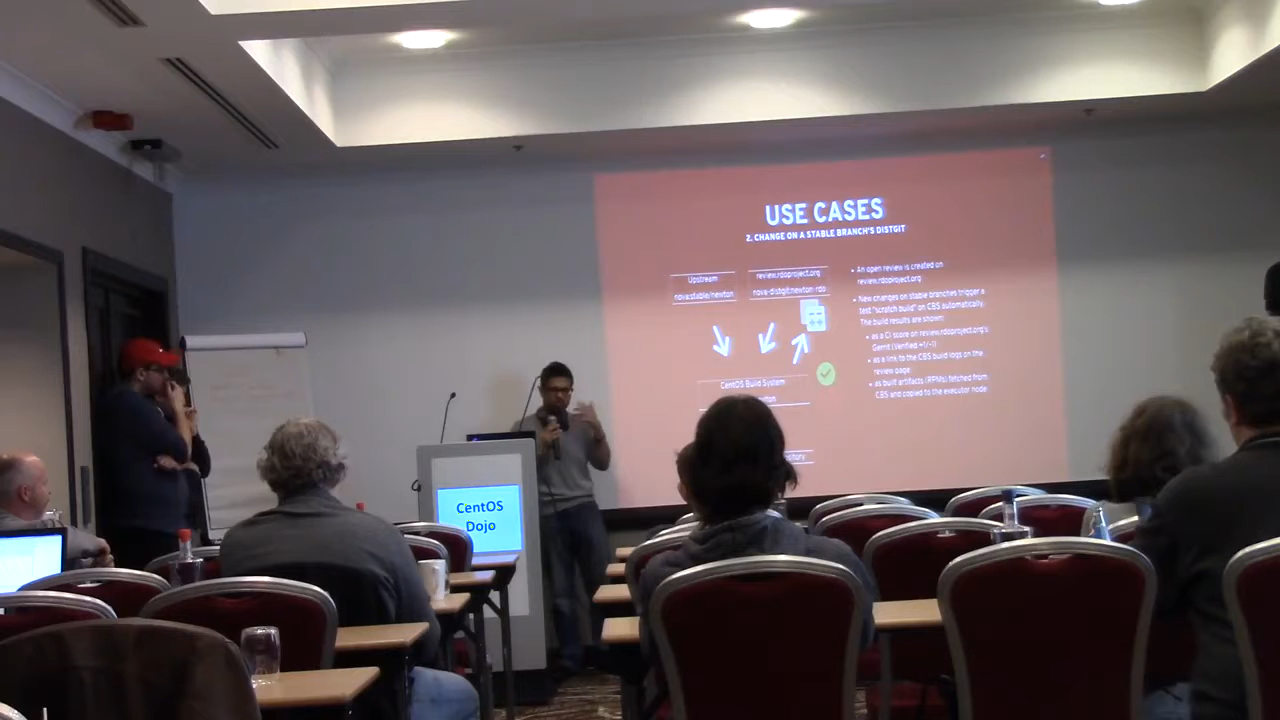 USE CASES
2. CHANGE ON A STABLE BRANCH'S DISTGIT
Upstream
nova:stable/newton
review.rdoproject.org
nova-distgit:newton-rdo
• An open review is created on
review.rdoproject.org
• New changes on stable branches trigger a
test "scratch build" on CBS automatically.
The build results are shown:
• as a CI score on review.rdoproject.org's
Gerrit (Verified +1/-1)
• as a link to the CBS build logs on the
review page
• as built artifacts (RPMs) fetched from
CBS and copied to the executor node
CentOS Build System
CentOS
Dojo